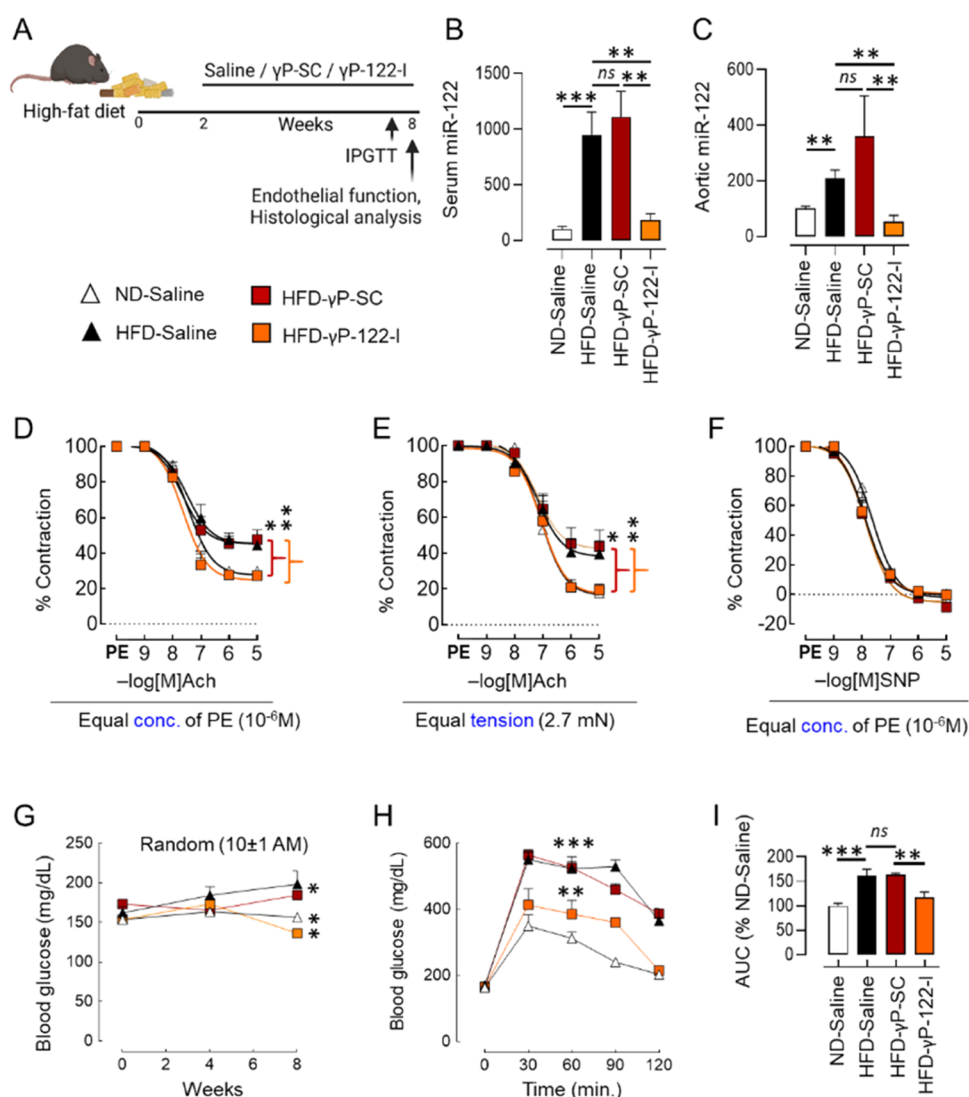 A
High-fat diet
Saline / γP-SC / γP-122-I
0
2
Weeks
8
IPGTT
Endothelial function,
Histological analysis
B
Serum miR-122
1500
1000
500
0
***
ns
**
**
ND-Saline
HFD-Saline
HFD-γP-SC
HFD-γP-122-I
C
Aortic miR-122
600
400
200
0
**
ns
**
**
ND-Saline
HFD-Saline
HFD-γP-SC
HFD-γP-122-I
ND-Saline
HFD-Saline
HFD-γP-SC
HFD-γP-122-I
D
% Contraction
100
80
60
40
20
0
*
**
PE 9 8 7 6 5
–log[M]Ach
Equal conc. of PE (10⁻⁶M)
E
% Contraction
100
80
60
40
20
0
*
**
PE 9 8 7 6 5
–log[M]Ach
Equal tension (2.7 mN)
F
% Contraction
100
80
60
40
20
0
-20
PE 9 8 7 6 5
–log[M]SNP
Equal conc. of PE (10⁻⁶M)
G
Blood glucose (mg/dL)
250
200
150
100
50
0
Random (10±1 AM)
*
*
*
0 4 8
Weeks
H
Blood glucose (mg/dL)
600
400
200
0
***
**
0 30 60 90 120
Time (min.)
I
AUC (% ND-Saline)
200
150
100
50
0
***
ns
**
ND-Saline
HFD-Saline
HFD-γP-SC
HFD-γP-122-I